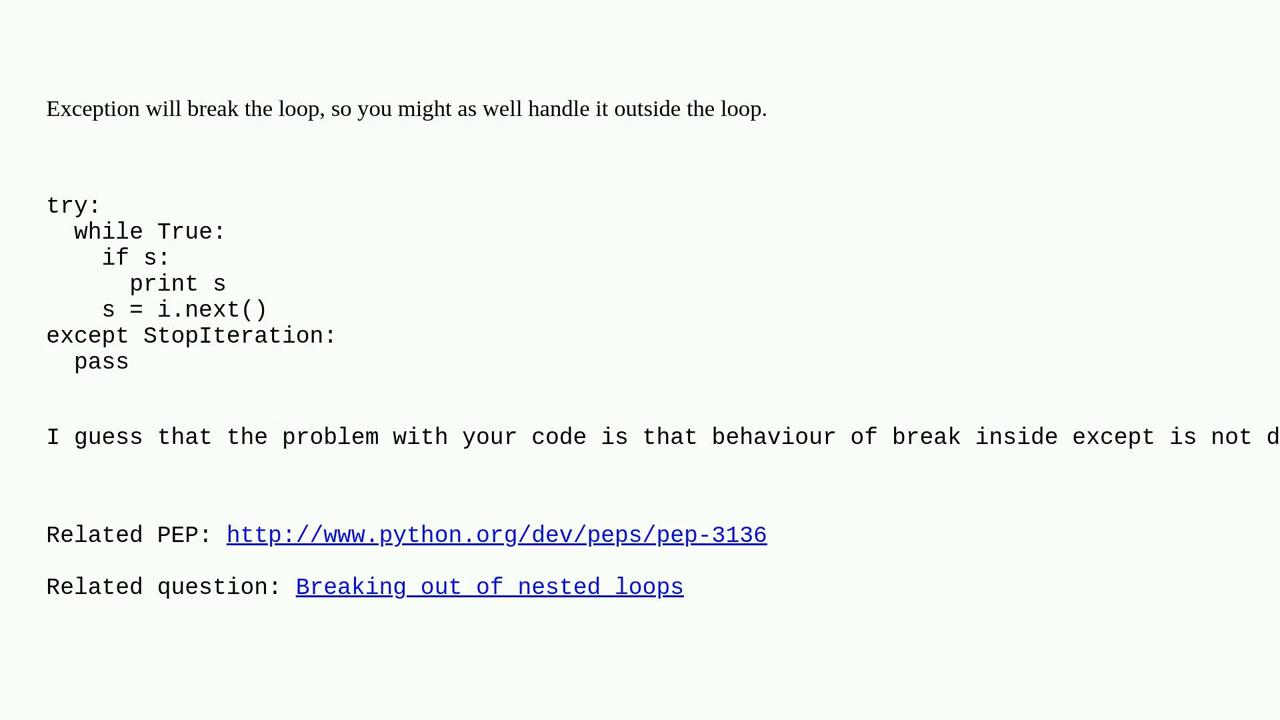 Exception will break the loop, so you might as well handle it outside the loop.
try:
  while True:
    if s:
      print s
    s = i.next()
except StopIteration:
  pass
I guess that the problem with your code is that behaviour of break inside except is not
Related PEP: http://www.python.org/dev/peps/pep-3136
Related question: Breaking out of nested loops